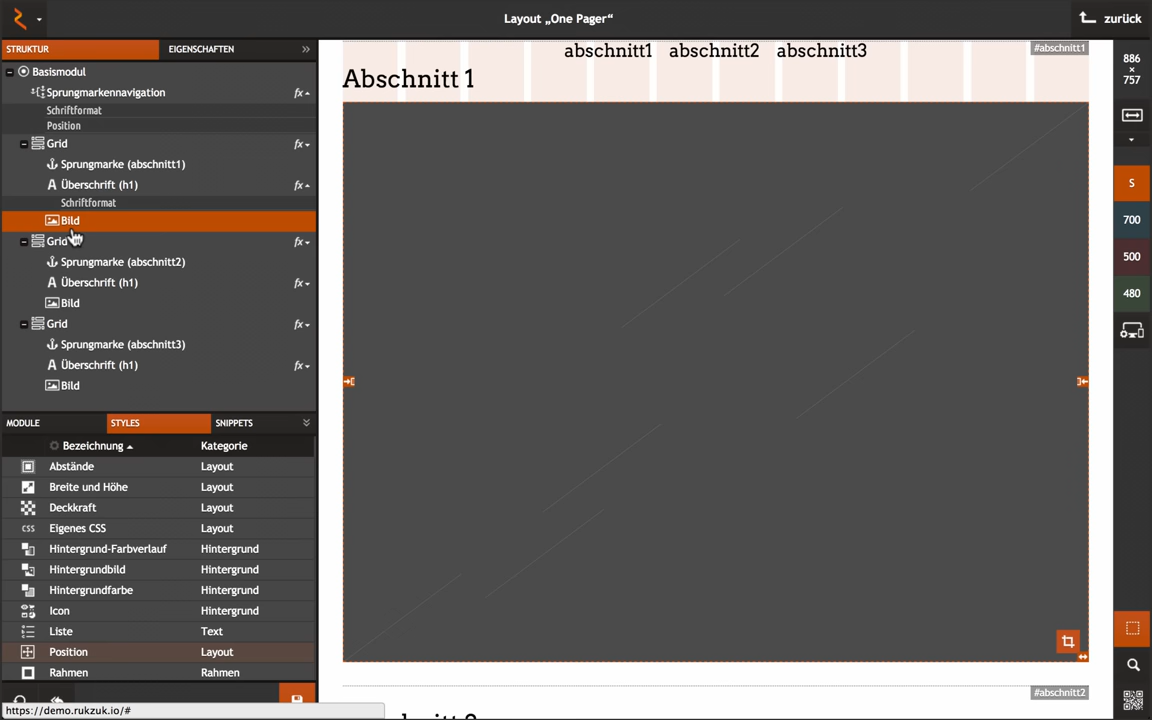 Layout „One Pager“
zurück
STRUKTUR
EIGENSCHAFTEN
Basismodul
Sprungmarkennavigation
fx
Schriftformat
Position
Grid
fx
Sprungmarke (abschnitt1)
Überschrift (h1)
fx
Schriftformat
Bild
Grid
fx
Sprungmarke (abschnitt2)
Überschrift (h1)
fx
Bild
Grid
fx
Sprungmarke (abschnitt3)
Überschrift (h1)
fx
Bild
MODULE
STYLES
SNIPPETS
Bezeichnung
Kategorie
Abstände
Layout
Breite und Höhe
Layout
Deckkraft
Layout
CSS
Eigenes CSS
Layout
Hintergrund-Farbverlauf
Hintergrund
Hintergrundbild
Hintergrund
Hintergrundfarbe
Hintergrund
Icon
Hintergrund
Liste
Text
Position
Layout
Rahmen
Rahmen
https://demo.rukzuk.io/#
abschnitt1 abschnitt2 abschnitt3
#abschnitt1
Abschnitt 1
#abschnitt2
886
×
757
S
700
500
480